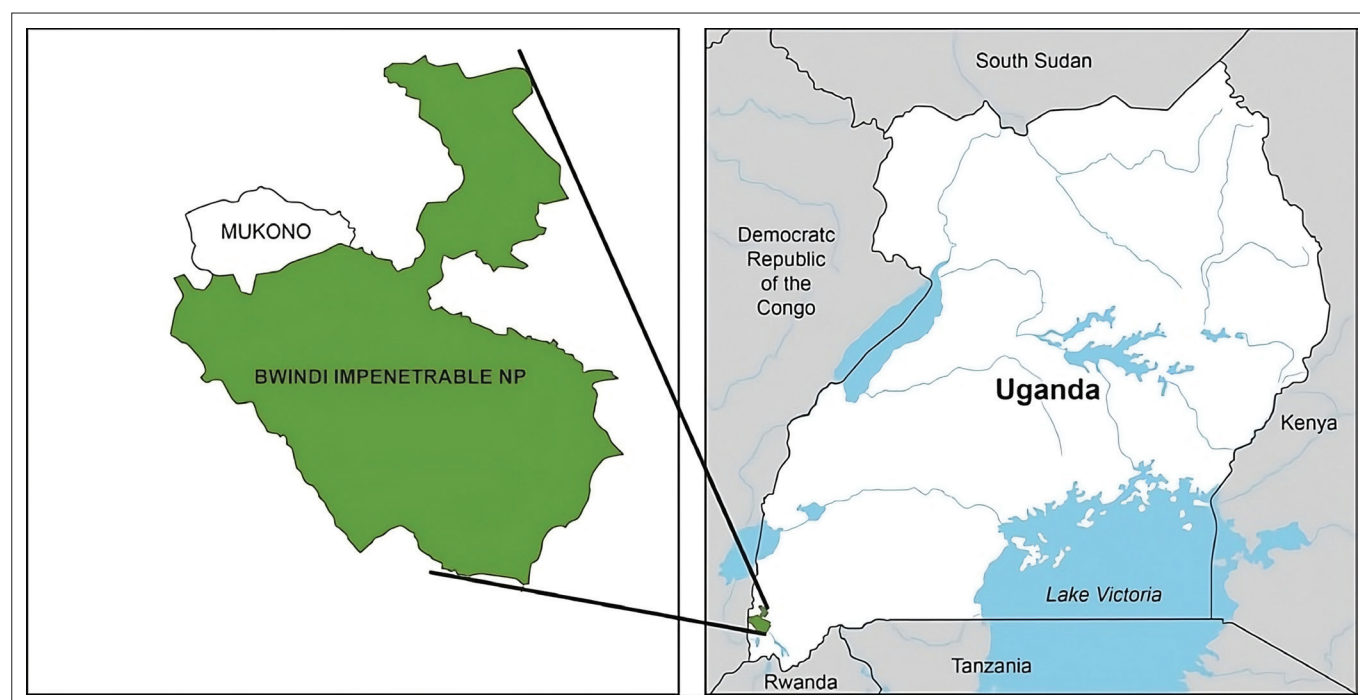 MUKONO
BWINDI IMPENETRABLE NP
South Sudan
Democratc
Republic
of the
Congo
Uganda
Kenya
Lake Victoria
Tanzania
Rwanda